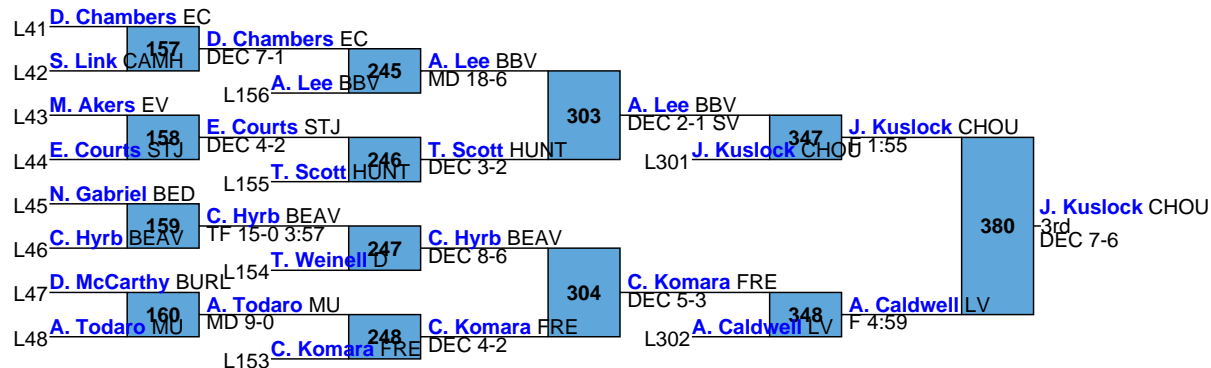 L41 D. Chambers EC
157
L42 S. Link CAMH
D. Chambers EC
DEC 7-1
245
L156 A. Lee BBV
A. Lee BBV
MD 18-6
L43 M. Akers EV
158
L44 E. Courts STJ
E. Courts STJ
DEC 4-2
246
L155 T. Scott HUNT
T. Scott HUNT
DEC 3-2
303
A. Lee BBV
DEC 2-1 SV
347
L301 J. Kuslock CHOU
J. Kuslock CHOU
F 1:55
L45 N. Gabriel BED
159
L46 C. Hyrb BEAV
C. Hyrb BEAV
TF 15-0 3:57
247
L154 T. Weinell D
C. Hyrb BEAV
DEC 8-6
L47 D. McCarthy BURL
160
L48 A. Todaro MU
A. Todaro MU
MD 9-0
248
L153 C. Komara FRE
C. Komara FRE
DEC 4-2
304
C. Komara FRE
DEC 5-3
348
L302 A. Caldwell LV
A. Caldwell LV
F 4:59
380
J. Kuslock CHOU
3rd
DEC 7-6